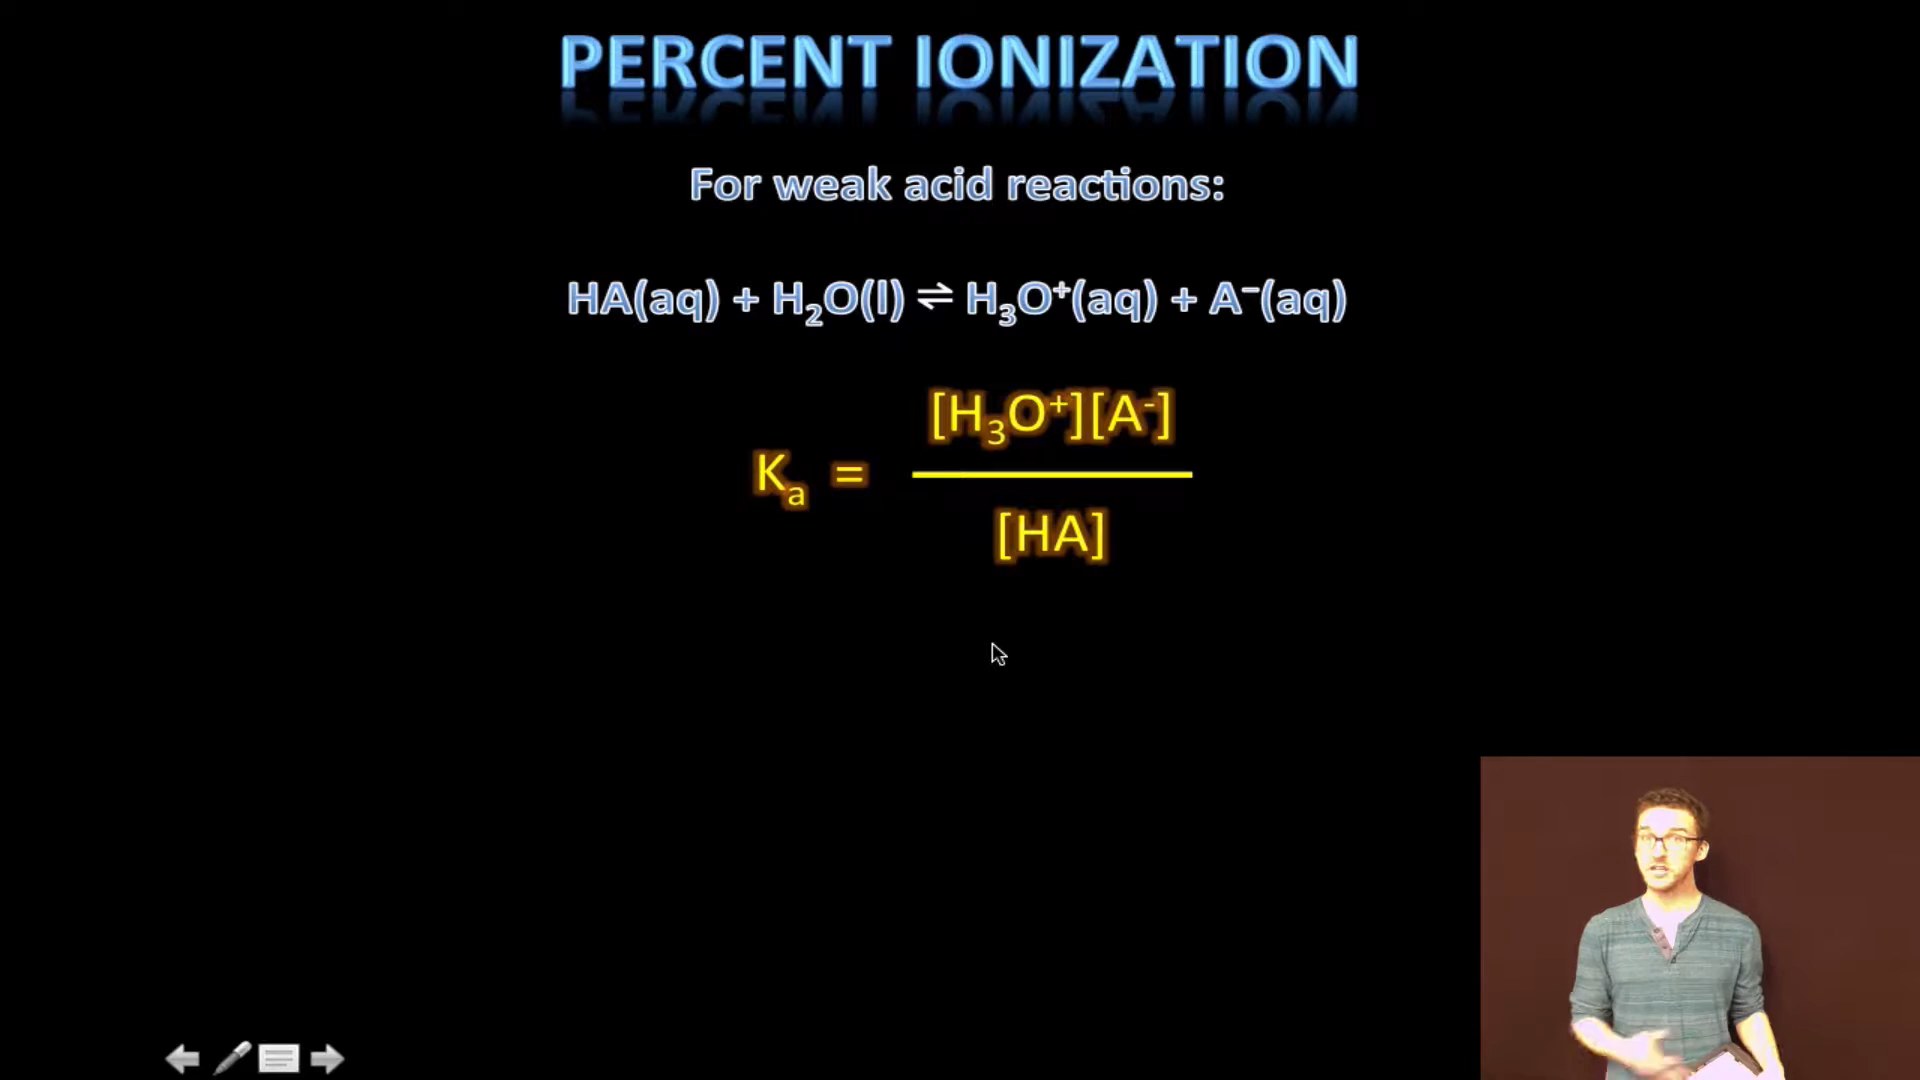 PERCENT IONIZATION
For weak acid reactions:
HA(aq) + H₂O(l) ⇌ H₃O⁺(aq) + A⁻(aq)
[H₃O⁺][A⁻]
Kₐ =
[HA]